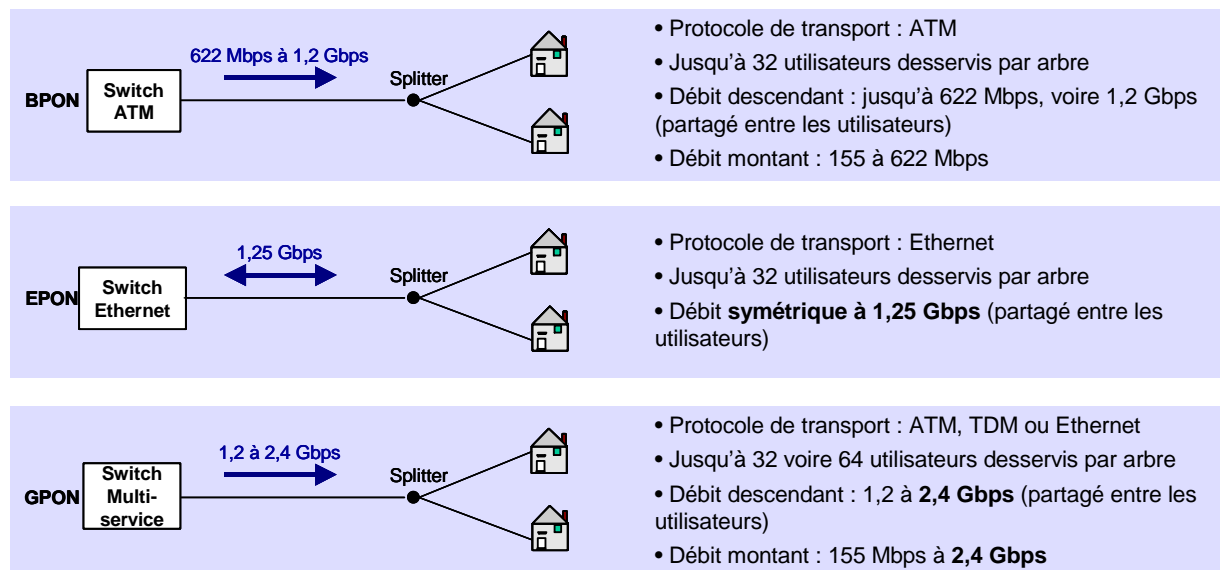 BPON
Switch
ATM
622 Mbps à 1,2 Gbps
Splitter
• Protocole de transport : ATM
• Jusqu'à 32 utilisateurs desservis par arbre
• Débit descendant : jusqu'à 622 Mbps, voire 1,2 Gbps
(partagé entre les utilisateurs)
• Débit montant : 155 à 622 Mbps
EPON
Switch
Ethernet
1,25 Gbps
Splitter
• Protocole de transport : Ethernet
• Jusqu'à 32 utilisateurs desservis par arbre
• Débit symétrique à 1,25 Gbps (partagé entre les
utilisateurs)
GPON
Switch
Multi-
service
1,2 à 2,4 Gbps
Splitter
• Protocole de transport : ATM, TDM ou Ethernet
• Jusqu'à 32 voire 64 utilisateurs desservis par arbre
• Débit descendant : 1,2 à 2,4 Gbps (partagé entre les
utilisateurs)
• Débit montant : 155 Mbps à 2,4 Gbps